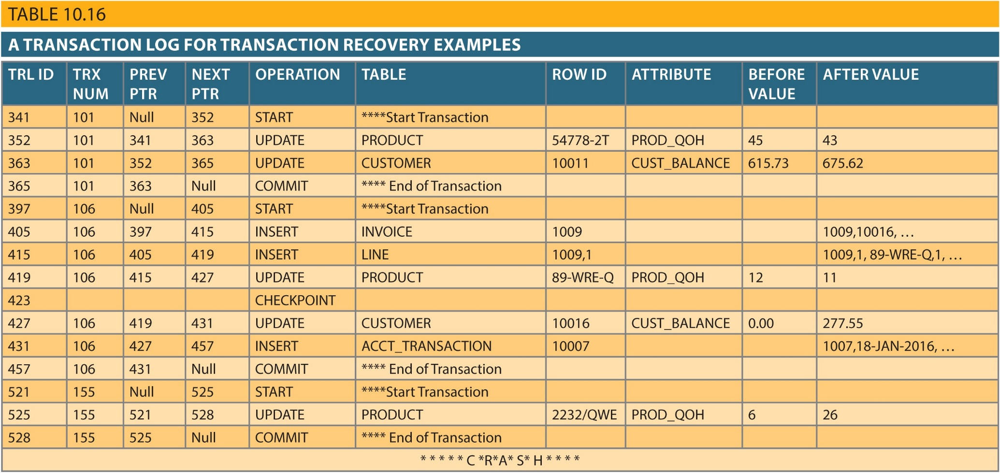 TABLE 10.16
A TRANSACTION LOG FOR TRANSACTION RECOVERY EXAMPLES
TRL ID TRX NUM PREV PTR NEXT PTR OPERATION TABLE ROW ID ATTRIBUTE BEFORE VALUE AFTER VALUE
341 101 Null 352 START ****Start Transaction
352 101 341 363 UPDATE PRODUCT 54778-2T PROD_QOH 45 43
363 101 352 365 UPDATE CUSTOMER 10011 CUST_BALANCE 615.73 675.62
365 101 363 Null COMMIT **** End of Transaction
397 106 Null 405 START ****Start Transaction
405 106 397 415 INSERT INVOICE 1009 1009,10016, …
415 106 405 419 INSERT LINE 1009,1 1009,1, 89-WRE-Q,1, …
419 106 415 427 UPDATE PRODUCT 89-WRE-Q PROD_QOH 12 11
423 CHECKPOINT
427 106 419 431 UPDATE CUSTOMER 10016 CUST_BALANCE 0.00 277.55
431 106 427 457 INSERT ACCT_TRANSACTION 10007 1007,18-JAN-2016, …
457 106 431 Null COMMIT **** End of Transaction
521 155 Null 525 START ****Start Transaction
525 155 521 528 UPDATE PRODUCT 2232/QWE PROD_QOH 6 26
528 155 525 Null COMMIT **** End of Transaction
* * * * * C *R*A* S* H * * * *